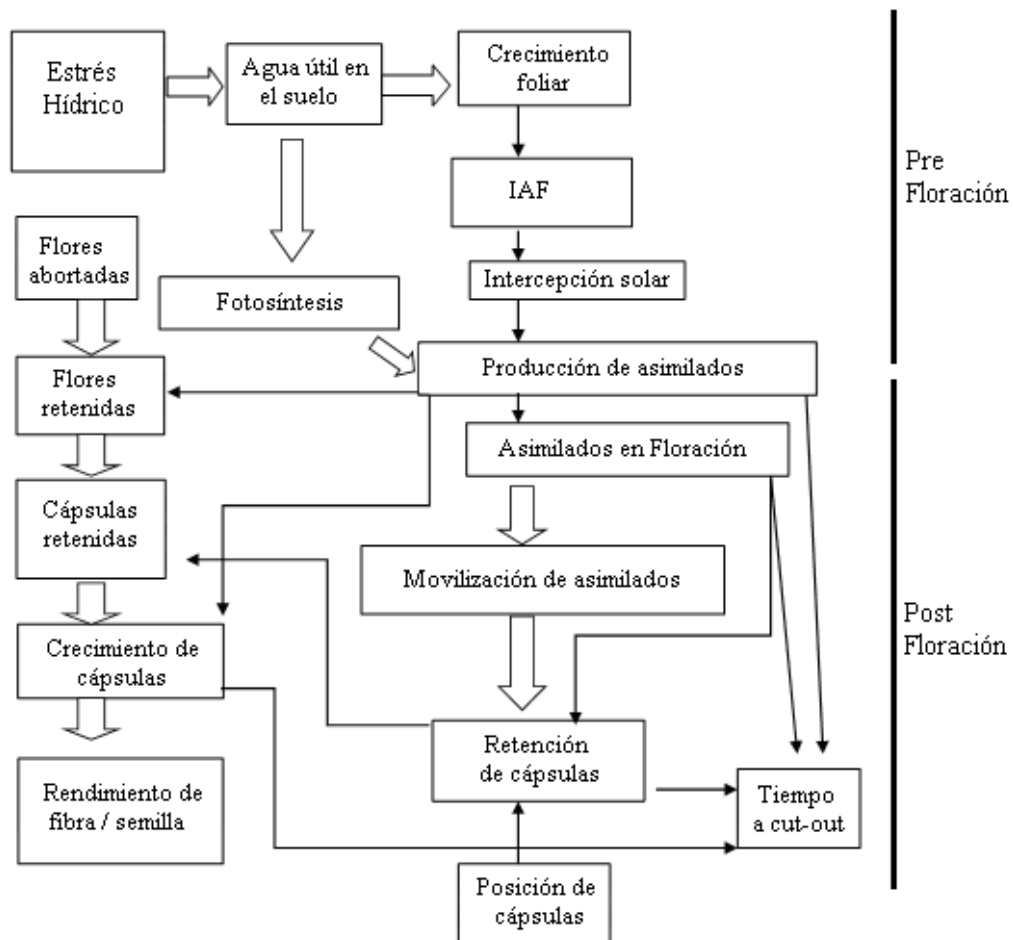 Estrés
Hídrico
Agua útil en
el suelo
Crecimiento
foliar
Pre
Floración
IAF
Flores
abortadas
Intercepción solar
Fotosíntesis
Producción de asimilados
Flores
retenidas
Asimilados en Floración
Cápsulas
retenidas
Movilización de asimilados
Post
Floración
Crecimiento de
cápsulas
Retención
de cápsulas
Rendimiento de
fibra / semilla
Tiempo
a cut-out
Posición de
cápsulas